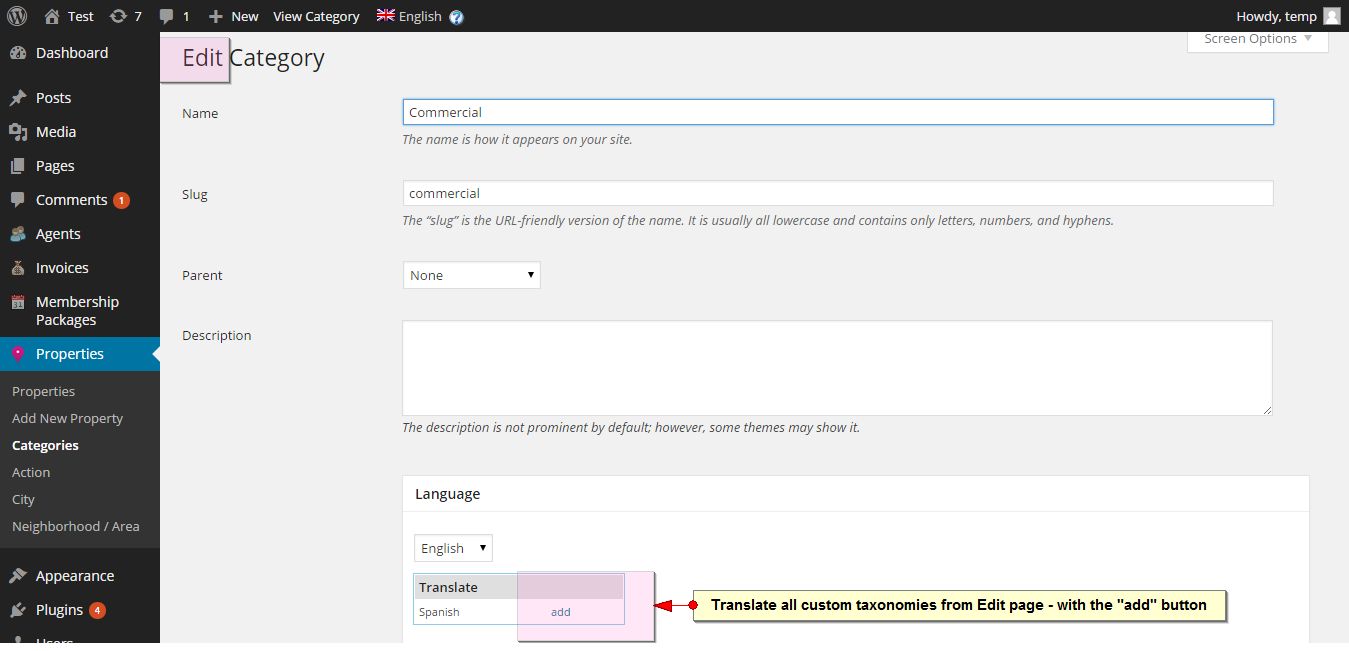 Test 7 1 New View Category English ? Howdy, temp
Screen Options
Dashboard
Posts
Media
Pages
Comments 1
Agents
Invoices
31 Membership
Packages
Properties
Properties
Add New Property
Categories
Action
City
Neighborhood / Area
Appearance
Plugins 4
Users
Edit Category
Name Commercial
The name is how it appears on your site.
Slug commercial
The “slug” is the URL-friendly version of the name. It is usually all lowercase and contains only letters, numbers, and hyphens.
Parent None
Description
The description is not prominent by default; however, some themes may show it.
Language
English
Translate
Spanish add
Translate all custom taxonomies from Edit page - with the "add" button